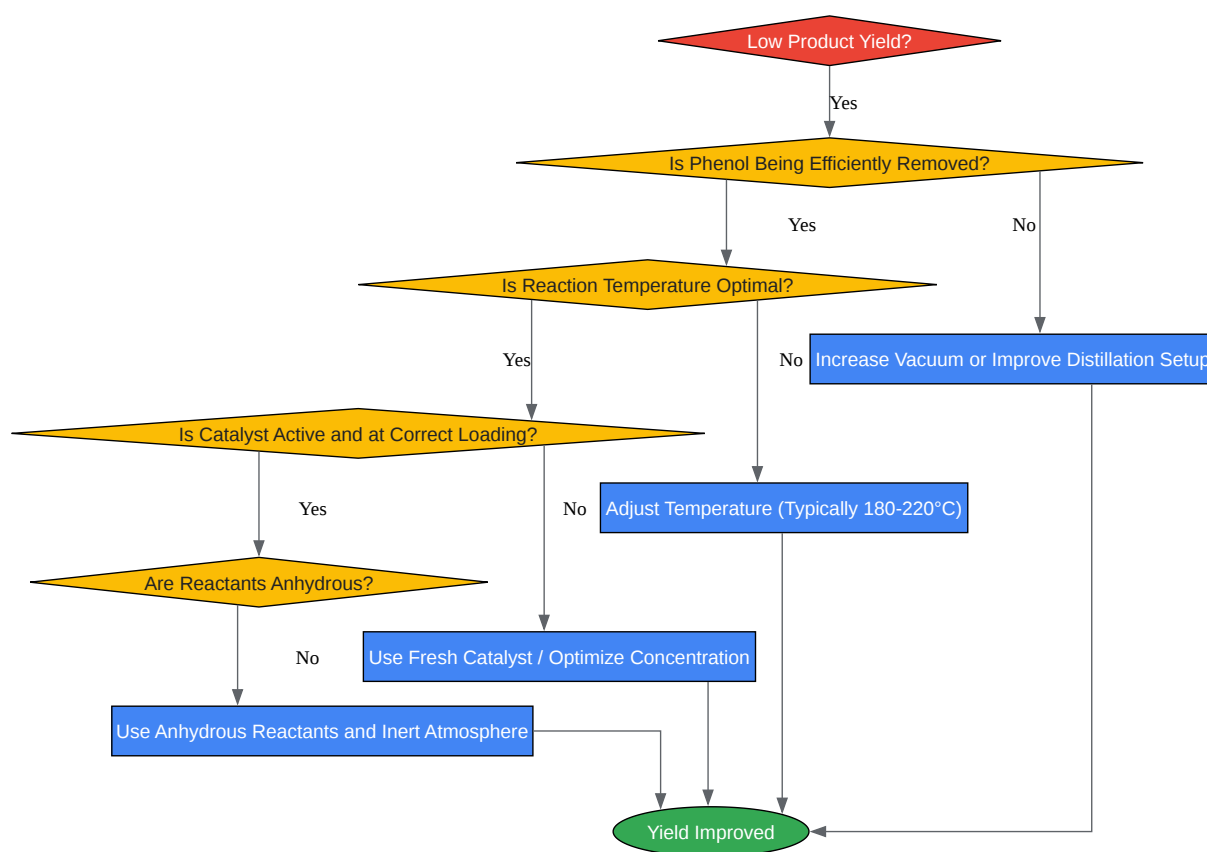 Low Product Yield?
Yes
Is Phenol Being Efficiently Removed?
Yes
No
Is Reaction Temperature Optimal?
Yes
No
Increase Vacuum or Improve Distillation Setup
Is Catalyst Active and at Correct Loading?
Yes
No
Adjust Temperature (Typically 180-220°C)
Are Reactants Anhydrous?
No
Use Fresh Catalyst / Optimize Concentration
Use Anhydrous Reactants and Inert Atmosphere
Yield Improved